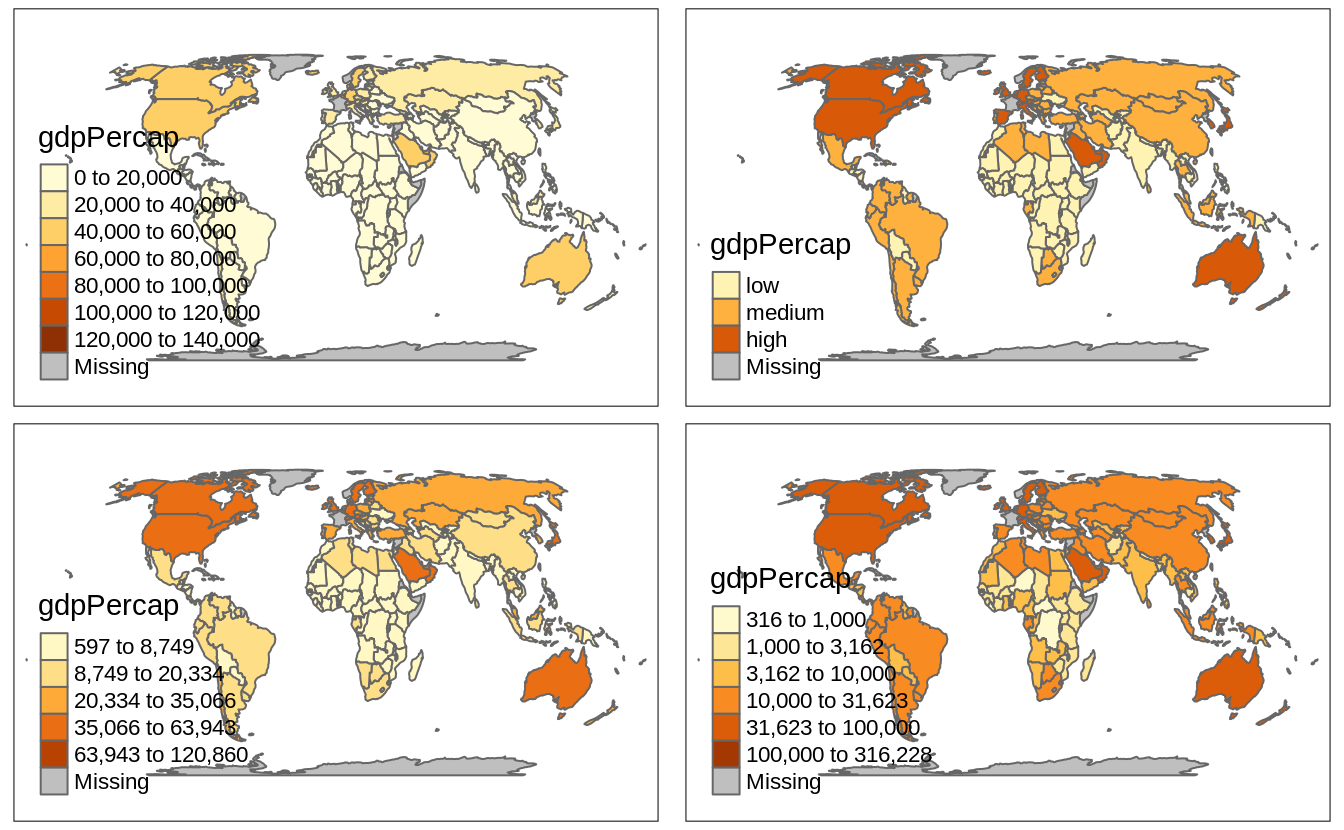 gdpPercap
0 to 20,000
20,000 to 40,000
40,000 to 60,000
60,000 to 80,000
80,000 to 100,000
100,000 to 120,000
120,000 to 140,000
Missing
gdpPercap
low
medium
high
Missing
gdpPercap
597 to 8,749
8,749 to 20,334
20,334 to 35,066
35,066 to 63,943
63,943 to 120,860
Missing
gdpPercap
316 to 1,000
1,000 to 3,162
3,162 to 10,000
10,000 to 31,623
31,623 to 100,000
100,000 to 316,228
Missing